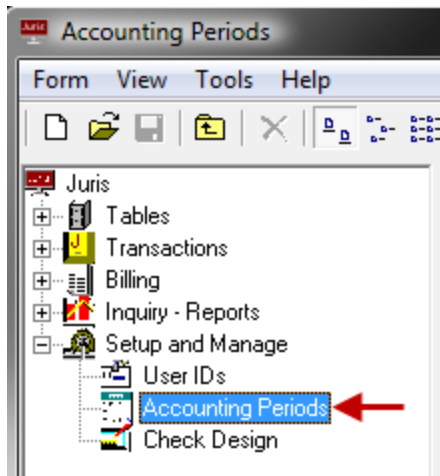 Juris Accounting Periods
Form View Tools Help
Juris
Tables
Transactions
Billing
Inquiry - Reports
Setup and Manage
User IDs
Accounting Periods
Check Design